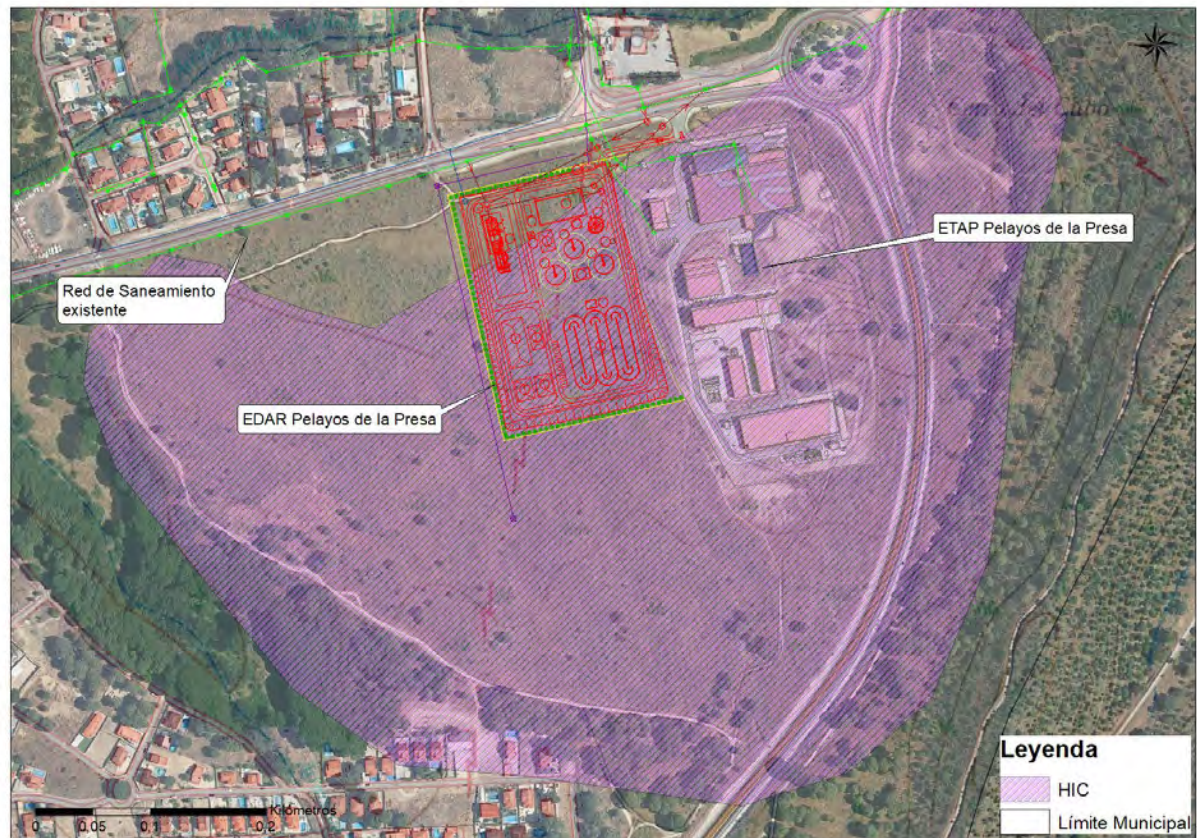 ETAP Pelayos de la Presa
Red de Saneamiento
existente
EDAR Pelayos de la Presa
Leyenda
HIC
Límite Municipal
Kilómetros
0 0.05 0.1 0.2